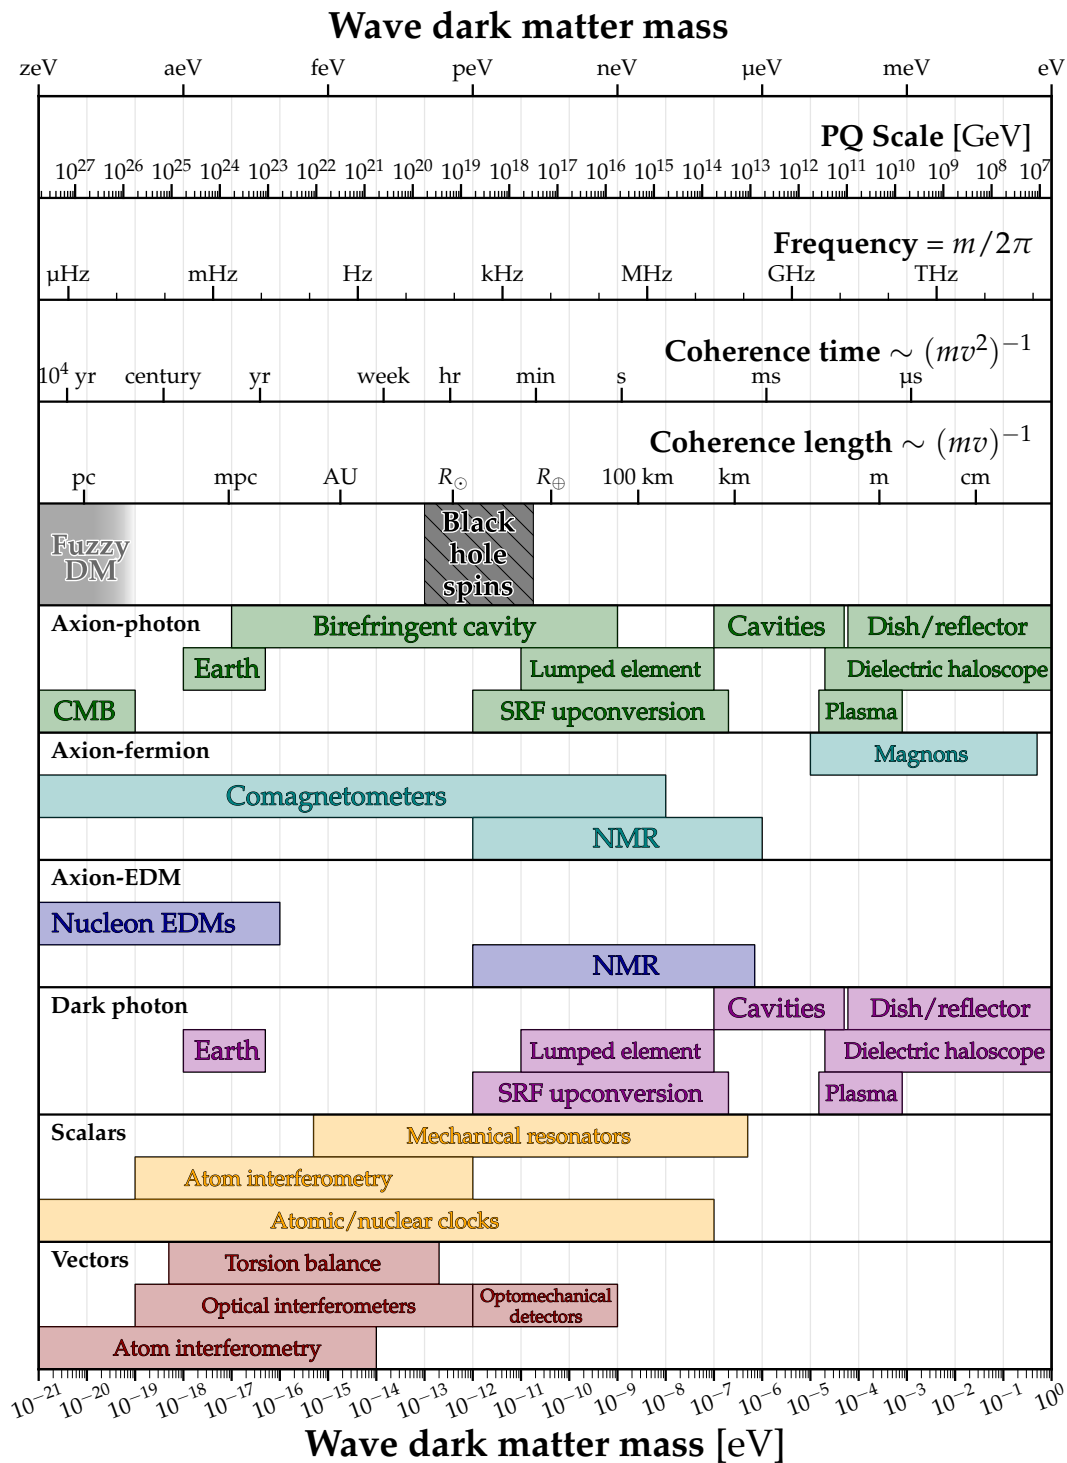 Wave dark matter mass
zeV aeV feV peV neV μeV meV eV
PQ Scale [GeV]
10^27 10^26 10^25 10^24 10^23 10^22 10^21 10^20 10^19 10^18 10^17 10^16 10^15 10^14 10^13 10^12 10^11 10^10 10^9 10^8 10^7
Frequency = m/2π
μHz mHz Hz kHz MHz GHz THz
Coherence time ∼ (mv^2)^−1
10^4 yr century yr week hr min s ms μs
Coherence length ∼ (mv)^−1
pc mpc AU R_⊙ R_⊕ 100 km km m cm
Fuzzy
DM
Black
hole
spins
Axion-photon
Birefringent cavity
Cavities
Dish/reflector
Earth
Lumped element
Dielectric haloscope
CMB
SRF upconversion
Plasma
Axion-fermion
Magnons
Comagnetometers
NMR
Axion-EDM
Nucleon EDMs
NMR
Dark photon
Cavities
Dish/reflector
Earth
Lumped element
Dielectric haloscope
SRF upconversion
Plasma
Scalars
Mechanical resonators
Atom interferometry
Atomic/nuclear clocks
Vectors
Torsion balance
Optical interferometers
Optomechanical
detectors
Atom interferometry
10^−21 10^−20 10^−19 10^−18 10^−17 10^−16 10^−15 10^−14 10^−13 10^−12 10^−11 10^−10 10^−9 10^−8 10^−7 10^−6 10^−5 10^−4 10^−3 10^−2 10^−1 10^0
Wave dark matter mass [eV]